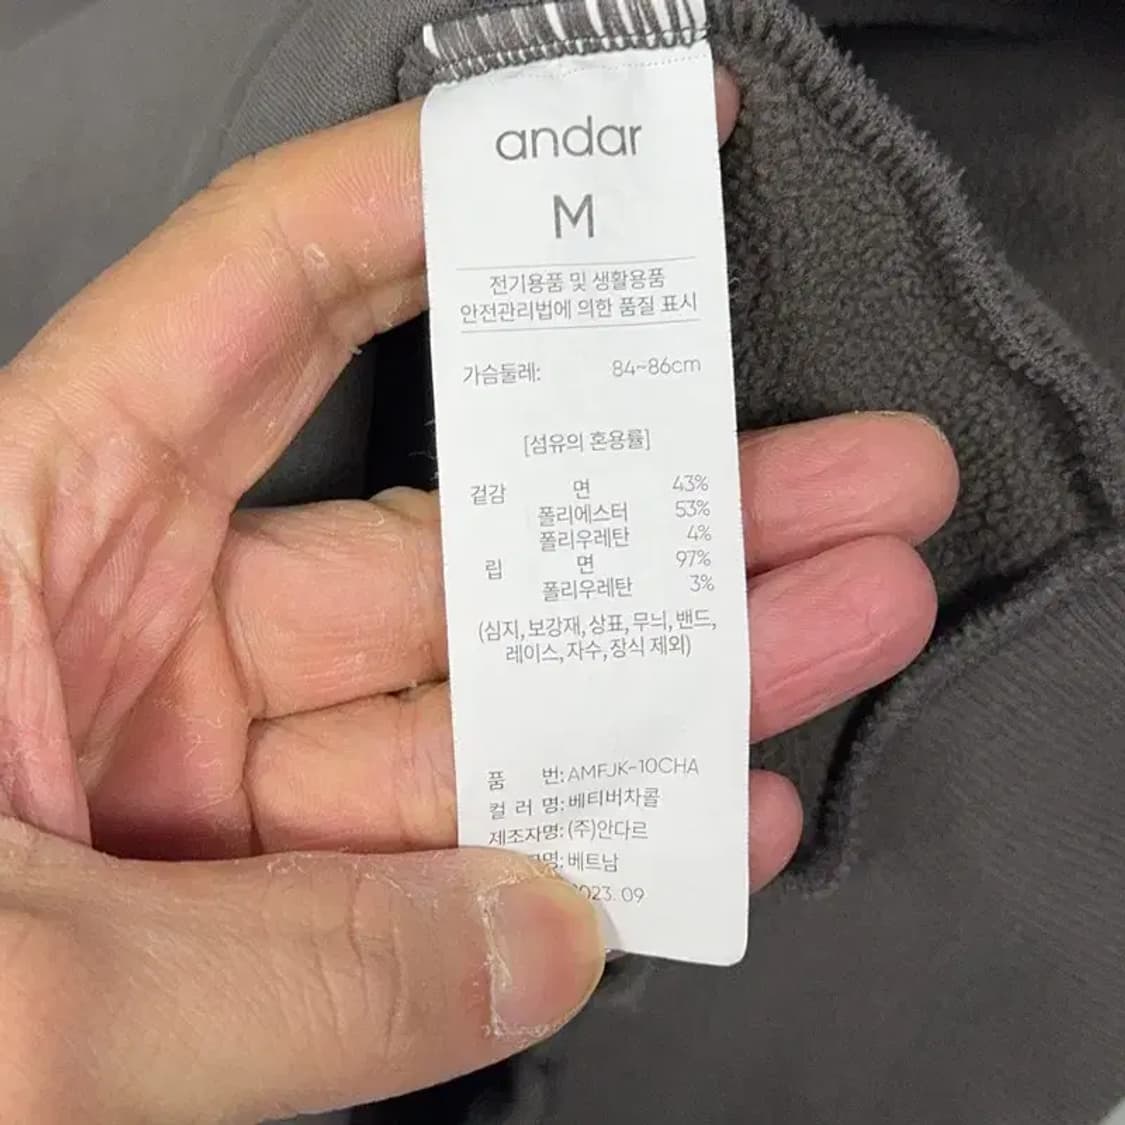 andar
M
전기용품 및 생활용품
안전관리법에 의한 품질 표시
가슴둘레: 84~86cm
[섬유의 혼용률]
겉감 면 43%
폴리에스터 53%
폴리우레탄 4%
립 면 97%
폴리우레탄 3%
(심지, 보강재, 상표, 무늬, 밴드,
레이스, 자수, 장식 제외)
품 번: AMFJK-10CHA
컬 러 명: 베티버차콜
제조자명: (주)안다르
명: 베트남
023. 09